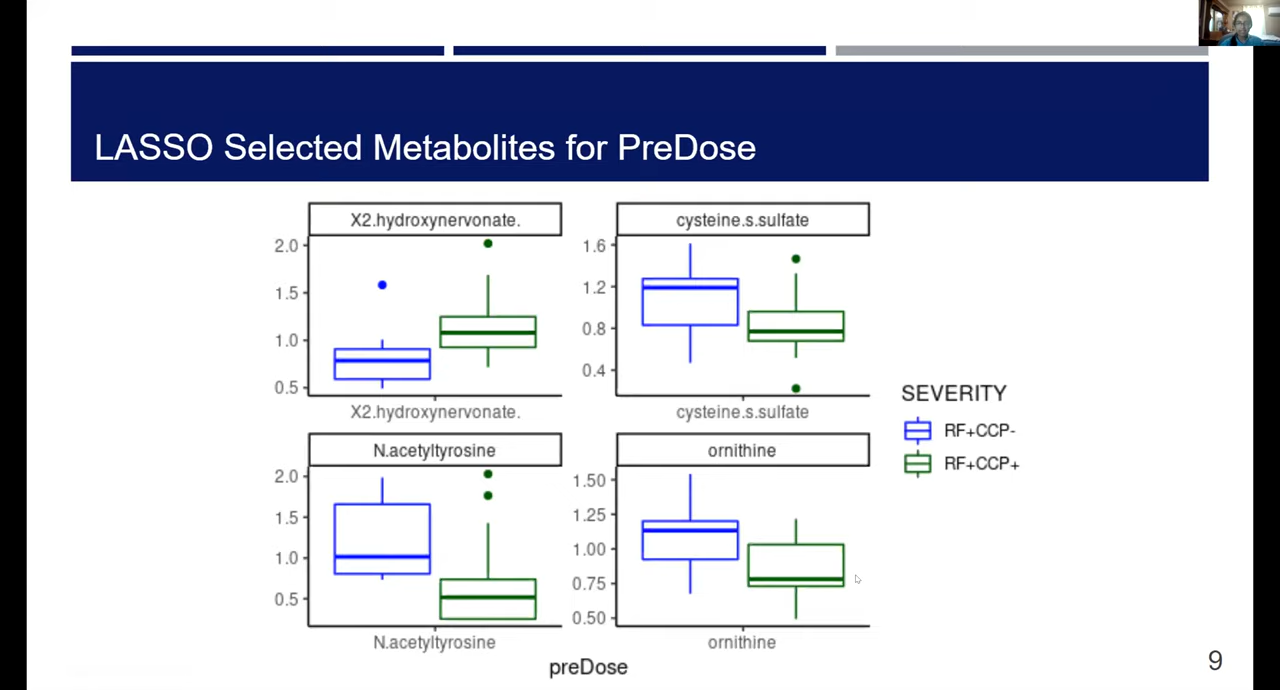 LASSO Selected Metabolites for PreDose
X2.hydroxynervonate.
2.0
1.5
1.0
0.5
X2.hydroxynervonate.
cysteine.s.sulfate
1.6
1.2
0.8
0.4
cysteine.s.sulfate
N.acetyltyrosine
2.0
1.5
1.0
0.5
N.acetyltyrosine
ornithine
1.50
1.25
1.00
0.75
0.50
ornithine
preDose
SEVERITY
RF+CCP-
RF+CCP+
9